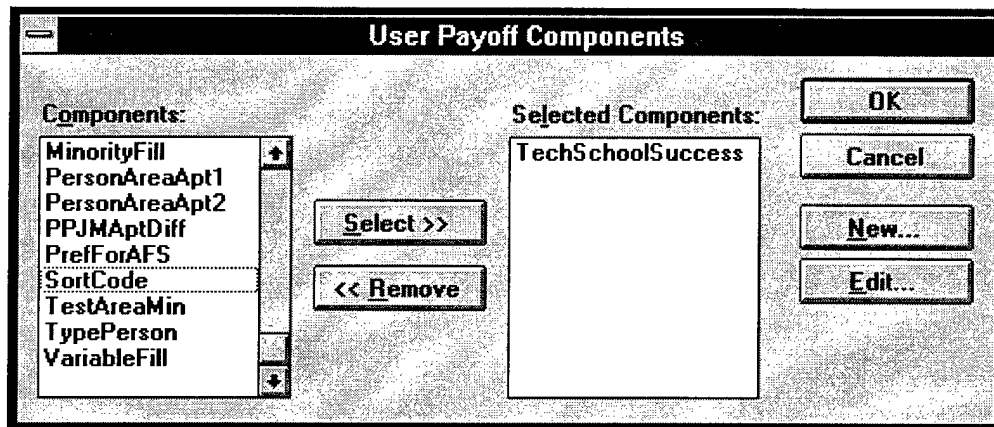 User Payoff Components
Components:
MinorityFill
PersonAreaApt1
PersonAreaApt2
PPJMAptDiff
PrefForAFS
SortCode
TestAreaMin
TypePerson
VariableFill
Select >>
<< Remove
Selected Components:
TechSchoolSuccess
OK
Cancel
New...
Edit...